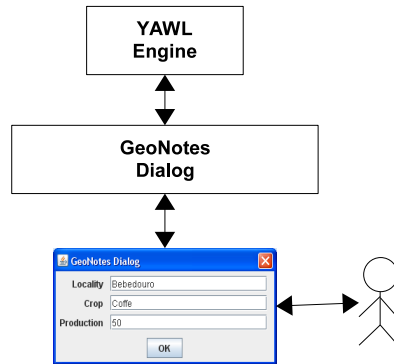 YAWL
Engine
GeoNotes
Dialog
GeoNotes Dialog
Locality Bebedouro
Crop Coffe
Production 50
OK